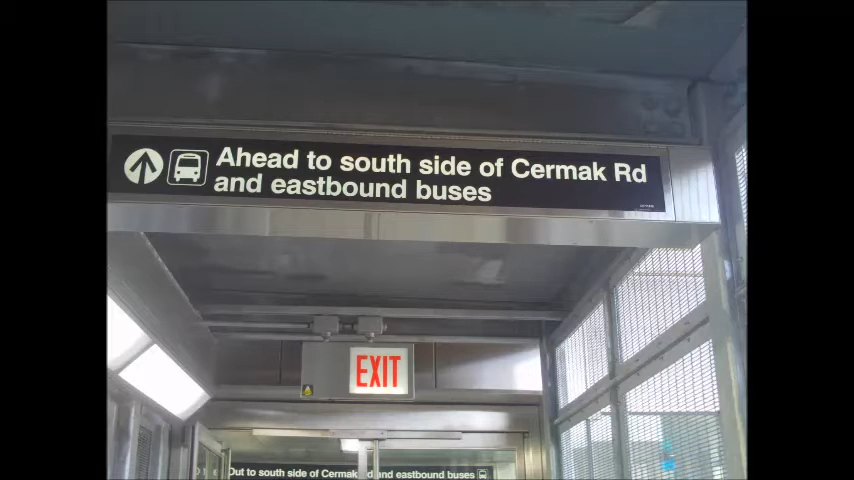 Ahead to south side of Cermak Rd
and eastbound buses
EXIT
Out to south side of Cermak Rd and eastbound buses